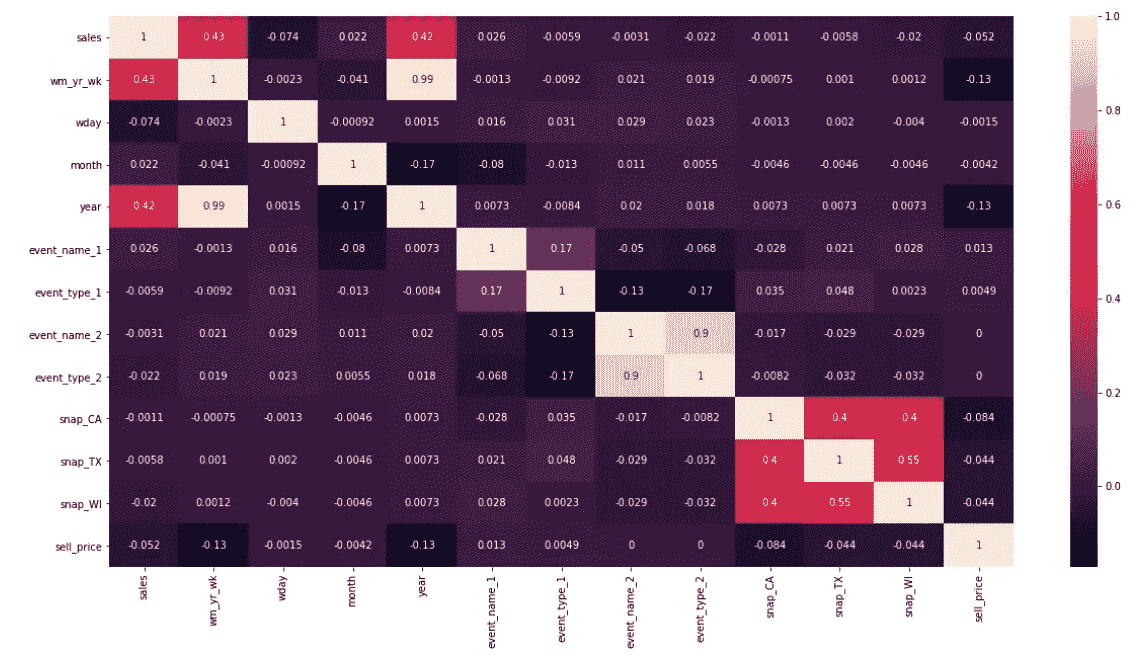 sales 1 0.43 -0.074 0.022 0.42 0.026 -0.0059 -0.0031 -0.022 -0.0011 -0.0058 -0.02 -0.052
wm_yr_wk 0.43 1 -0.0023 -0.041 0.99 -0.0013 -0.0092 0.021 0.019 -0.00075 0.001 0.0012 -0.13
wday -0.074 -0.0023 1 -0.00092 0.0015 0.016 0.031 0.029 0.023 -0.0013 0.002 -0.004 -0.0015
month 0.022 -0.041 -0.00092 1 -0.17 -0.08 -0.013 0.011 0.0055 -0.0046 -0.0046 -0.0046 -0.0042
year 0.42 0.99 0.0015 -0.17 1 0.0073 -0.0084 0.02 0.018 0.0073 0.0073 0.0073 -0.13
event_name_1 0.026 -0.0013 0.016 -0.08 0.0073 1 0.17 -0.05 -0.068 -0.028 0.021 0.028 0.013
event_type_1 -0.0059 -0.0092 0.031 -0.013 -0.0084 0.17 1 -0.13 -0.17 0.035 0.048 0.0023 0.0049
event_name_2 -0.0031 0.021 0.029 0.011 0.02 -0.05 -0.13 1 0.9 -0.017 -0.029 -0.029 0
event_type_2 -0.022 0.019 0.023 0.0055 0.018 -0.068 -0.17 0.9 1 -0.0082 -0.032 -0.032 0
snap_CA -0.0011 -0.00075 -0.0013 -0.0046 0.0073 -0.028 0.035 -0.017 -0.0082 1 0.4 0.4 -0.084
snap_TX -0.0058 0.001 0.002 -0.0046 0.0073 0.021 0.048 -0.029 -0.032 0.4 1 0.55 -0.044
snap_WI -0.02 0.0012 -0.004 -0.0046 0.0073 0.028 0.0023 -0.029 -0.032 0.4 0.55 1 -0.044
sell_price -0.052 -0.13 -0.0015 -0.0042 -0.13 0.013 0.0049 0 0 -0.084 -0.044 -0.044 1
sales wm_yr_wk wday month year event_name_1 event_type_1 event_name_2 event_type_2 snap_CA snap_TX snap_WI sell_price
1.0
0.8
0.6
0.4
0.2
0.0